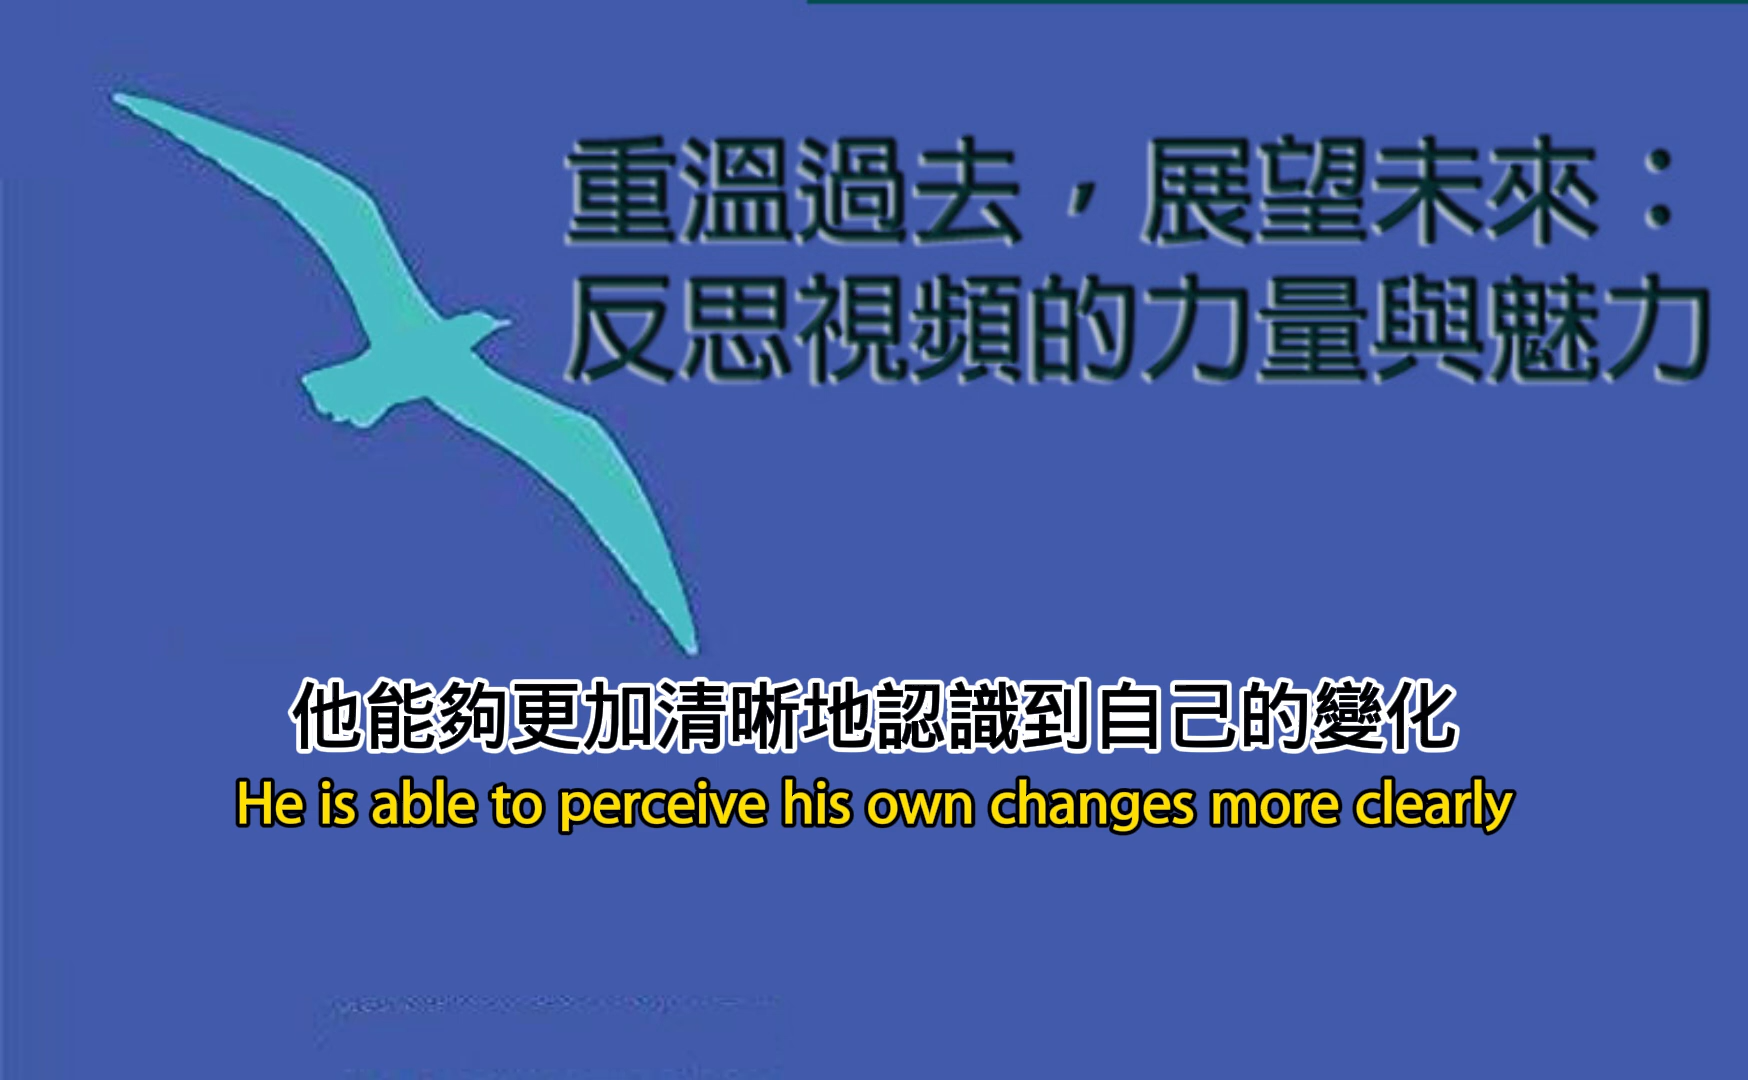 重溫過去，展望未來：
反思視頻的力量與魅力
他能夠更加清晰地認識到自己的變化
He is able to perceive his own changes more clearly